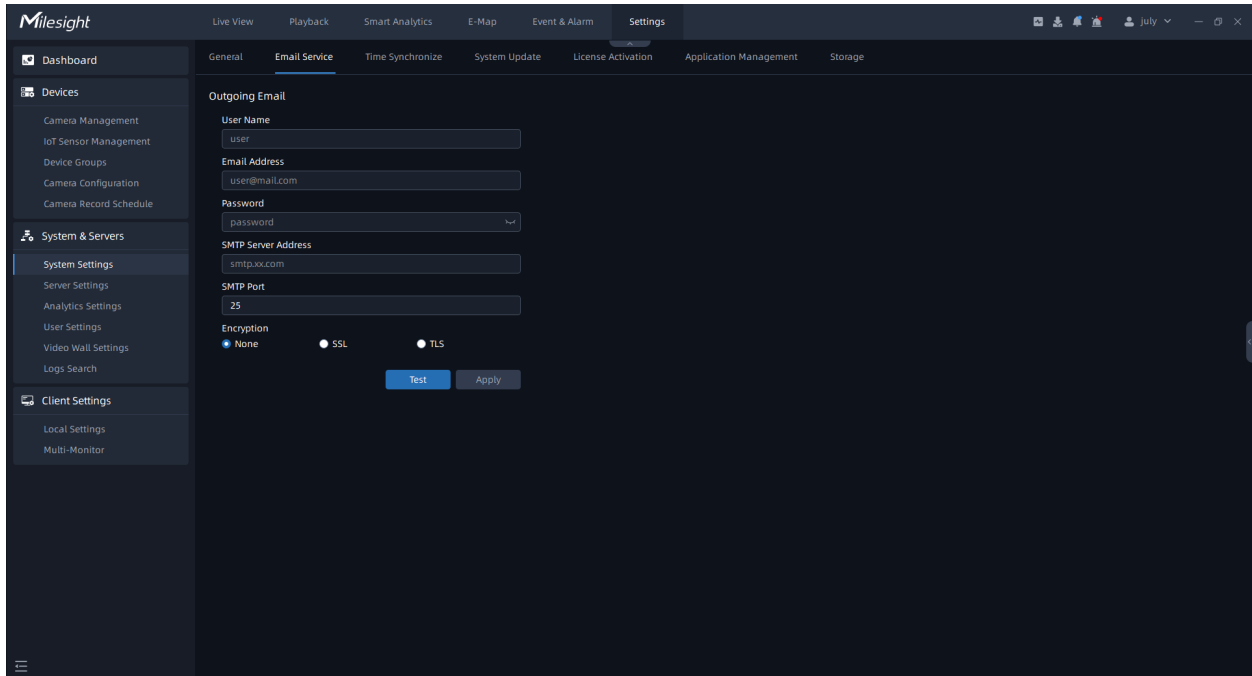 Milesight
Live View Playback Smart Analytics E-Map Event & Alarm Settings july
Dashboard
Devices
Camera Management
IoT Sensor Management
Device Groups
Camera Configuration
Camera Record Schedule
System & Servers
System Settings
Server Settings
Analytics Settings
User Settings
Video Wall Settings
Logs Search
Client Settings
Local Settings
Multi-Monitor
General Email Service Time Synchronize System Update License Activation Application Management Storage
Outgoing Email
User Name
user
Email Address
user@mail.com
Password
password
SMTP Server Address
smtp.xx.com
SMTP Port
25
Encryption
None SSL TLS
Test Apply